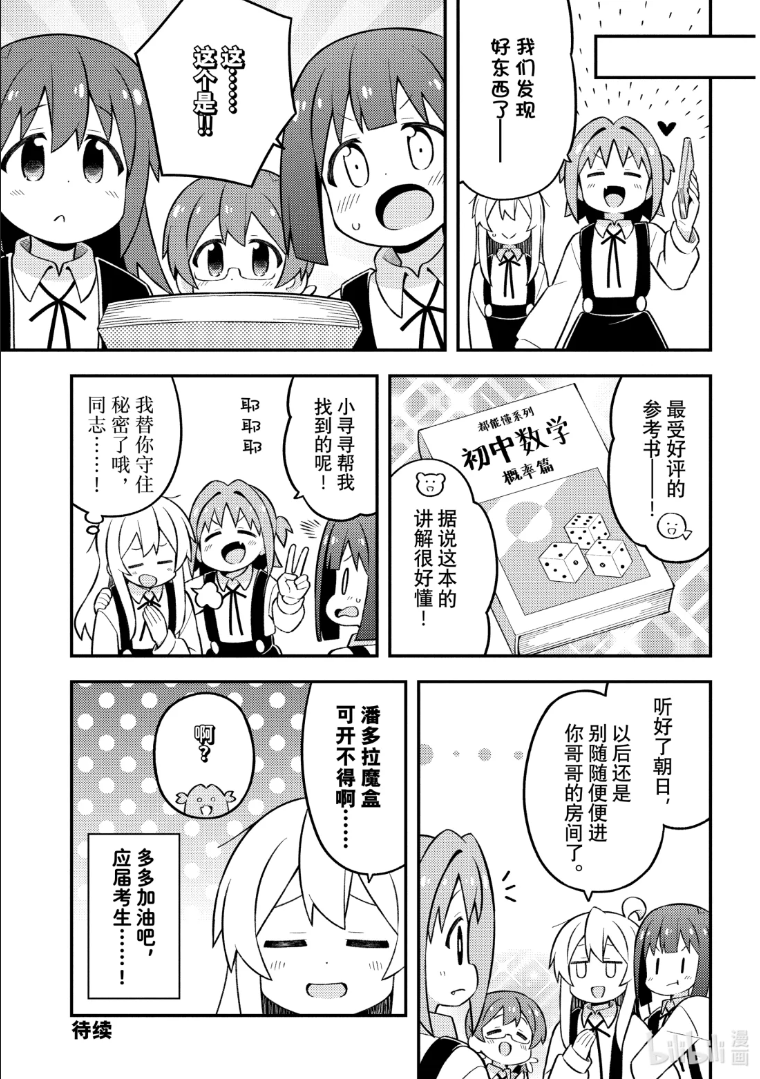 我们发现
好东西了——
这……
这个是!!
最受好评的
参考书——！
都能懂系列
初中数学
概率篇
据说这本的
讲解很好懂！
小寻寻帮我
找到的呢！
耶耶耶
我替你守住
秘密了哦，
同志……！
听好了朝日，
以后还是
别随随便便进
你哥哥的房间了。
潘多拉魔盒
可开不得啊……
啊？
多多加油吧，
应届考生……！
待续
bilibili
漫画